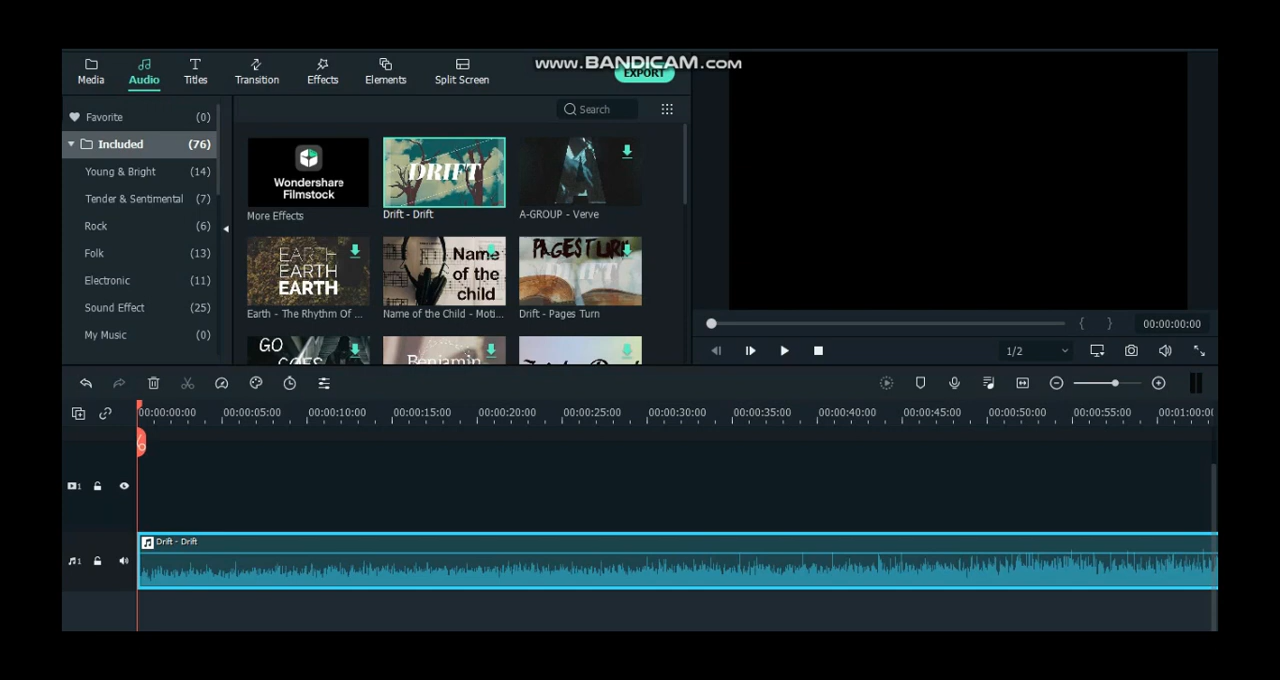 www.BANDICAM.COM
Media
Audio
Titles
Transition
Effects
Elements
Split Screen
EXPORT
Favorite (0)
Included (76)
Young & Bright (14)
Tender & Sentimental (7)
Rock (6)
Folk (13)
Electronic (11)
Sound Effect (25)
My Music (0)
Search
Wondershare
Filmstock
More Effects
DRIFT
Drift - Drift
A-GROUP - Verve
EARTH
EARTH
EARTH
Earth - The Rhythm Of ...
Name
of the
child
Name of the Child - Moti...
PAGES TURN
DRIFT
Drift - Pages Turn
GO
GOES
Benjamin
00:00:00:00
1/2
00:00:00:00 00:00:05:00 00:00:10:00 00:00:15:00 00:00:20:00 00:00:25:00 00:00:30:00 00:00:35:00 00:00:40:00 00:00:45:00 00:00:50:00 00:00:55:00 00:01:00:0
1
Drift - Drift
1